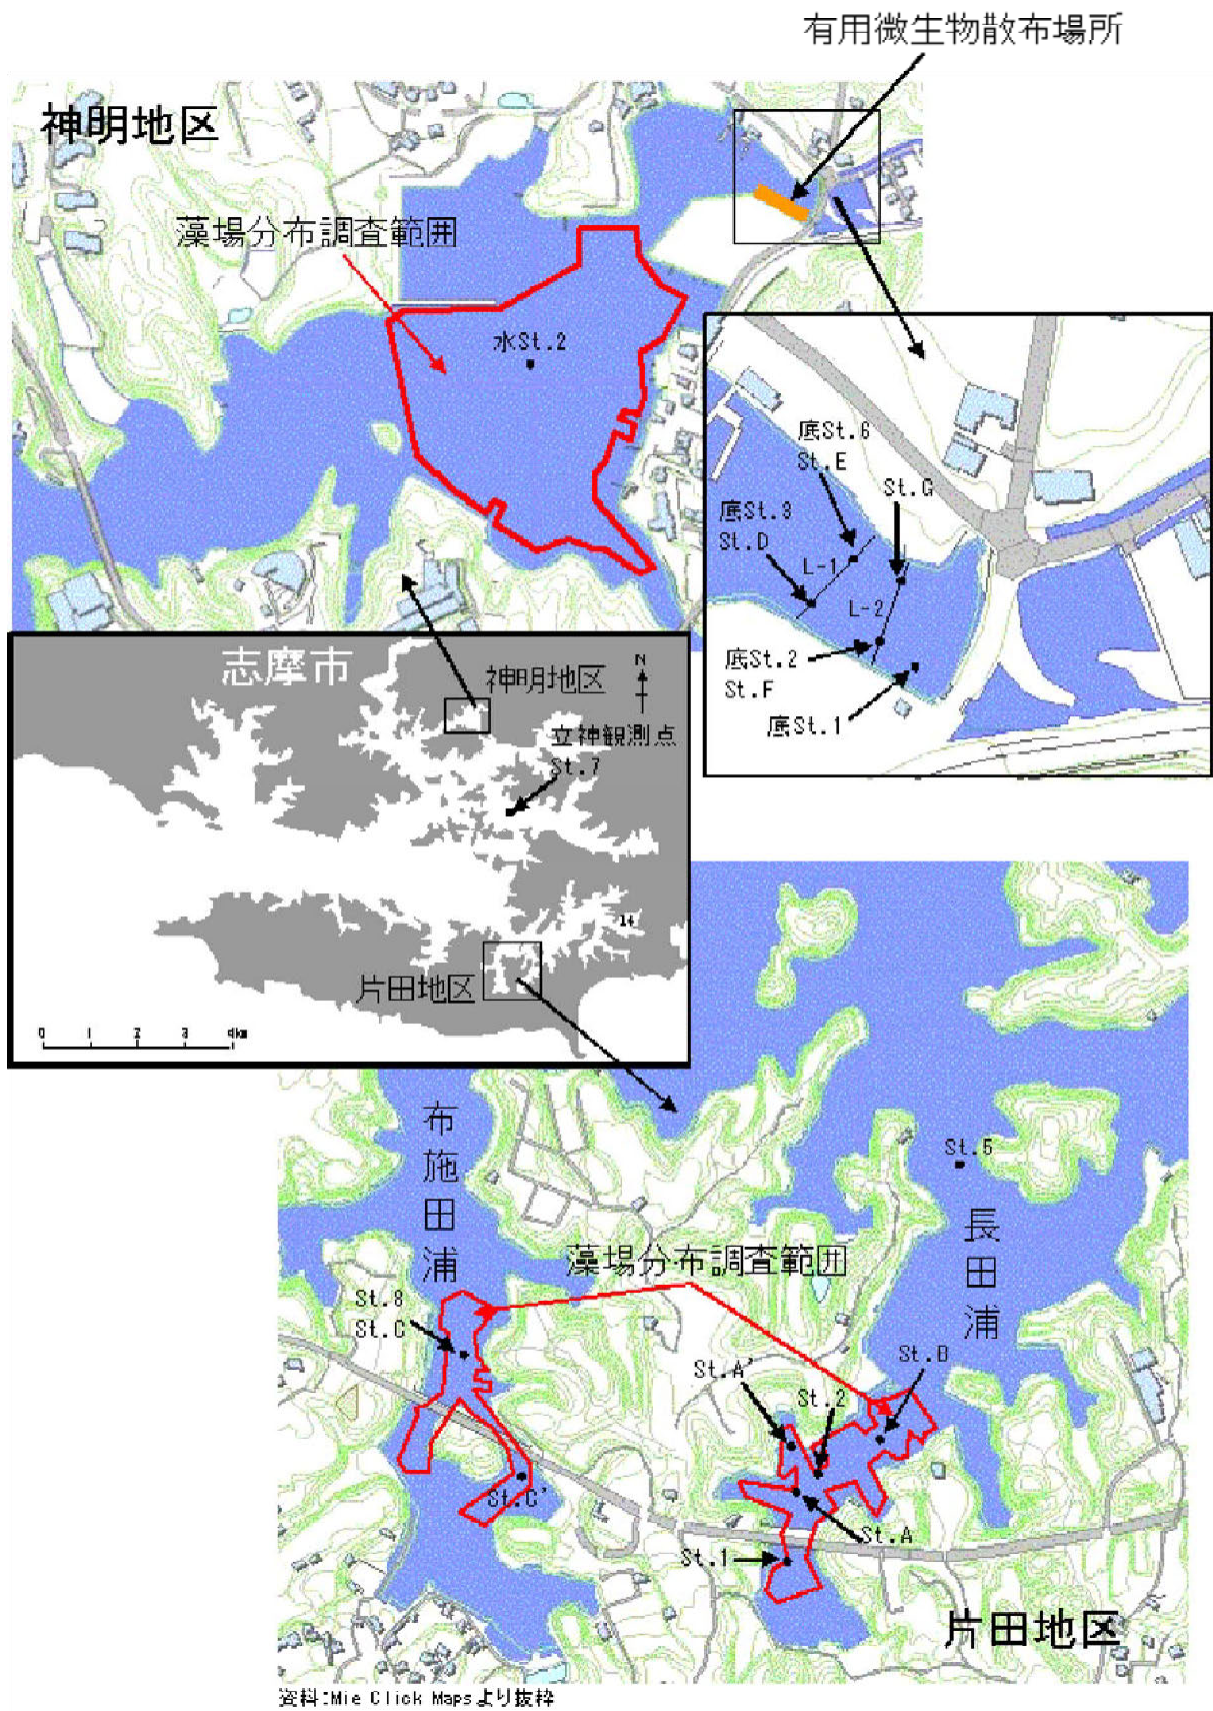 有用微生物散布場所
神明地区
藻場分布調査範囲
水St.2
底St.6
St.E
St.G
底St.3
St.D
L-1
L-2
底St.2
St.F
底St.1
志摩市
神明地区
N
立神観測点
St.7
14
片田地区
0 1 2 3 4km
布施田浦
St.5
長田浦
藻場分布調査範囲
St.8
St.C
St.B
St.A'
St.2
St.C'
St.A
St.1
片田地区
資料:Mie Click Mapsより抜粋